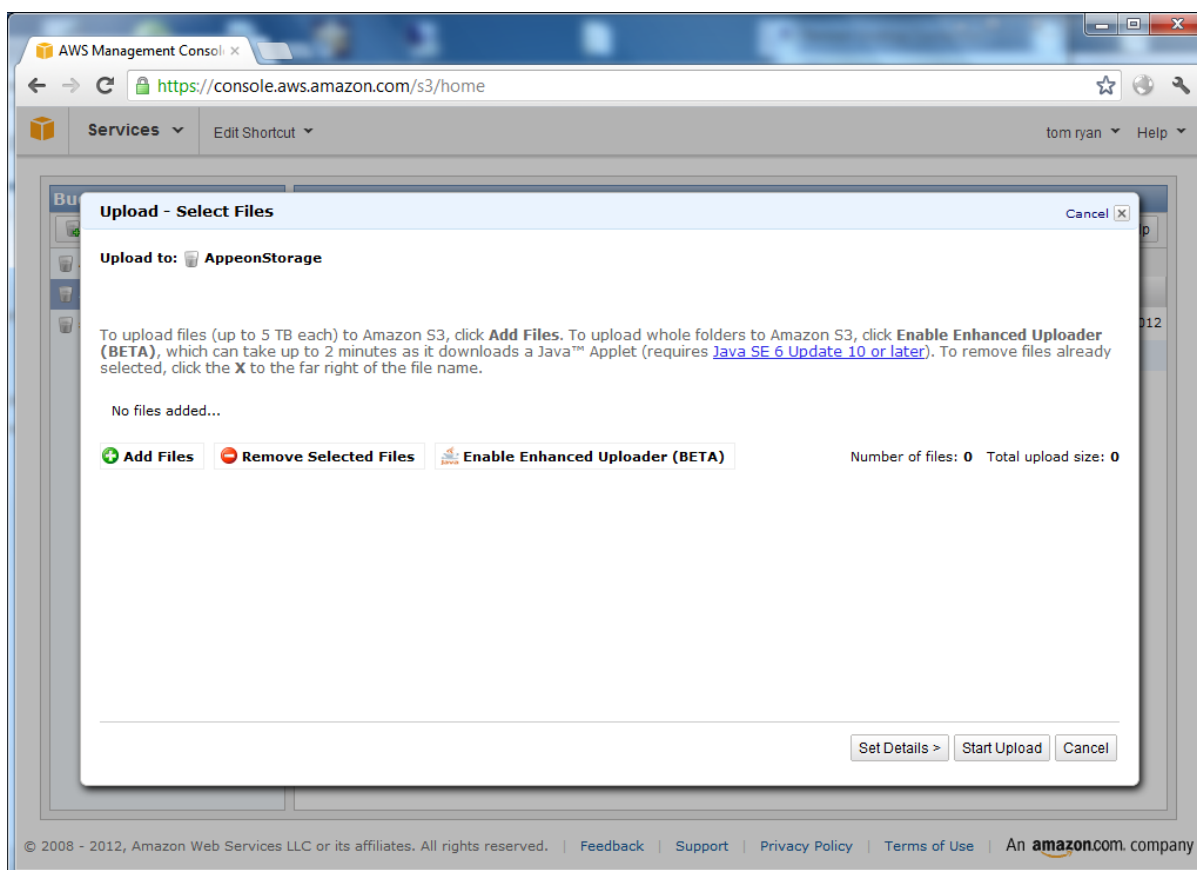 AWS Management Consol
https://console.aws.amazon.com/s3/home
Services Edit Shortcut tom ryan Help
Bu
Upload - Select Files Cancel
Upload to: AppeonStorage
To upload files (up to 5 TB each) to Amazon S3, click Add Files. To upload whole folders to Amazon S3, click Enable Enhanced Uploader
(BETA), which can take up to 2 minutes as it downloads a Java™ Applet (requires Java SE 6 Update 10 or later). To remove files already
selected, click the X to the far right of the file name.
012
No files added...
Add Files Remove Selected Files Java Enable Enhanced Uploader (BETA) Number of files: 0 Total upload size: 0
Set Details > Start Upload Cancel
© 2008 - 2012, Amazon Web Services LLC or its affiliates. All rights reserved. | Feedback | Support | Privacy Policy | Terms of Use | An amazon.com. company